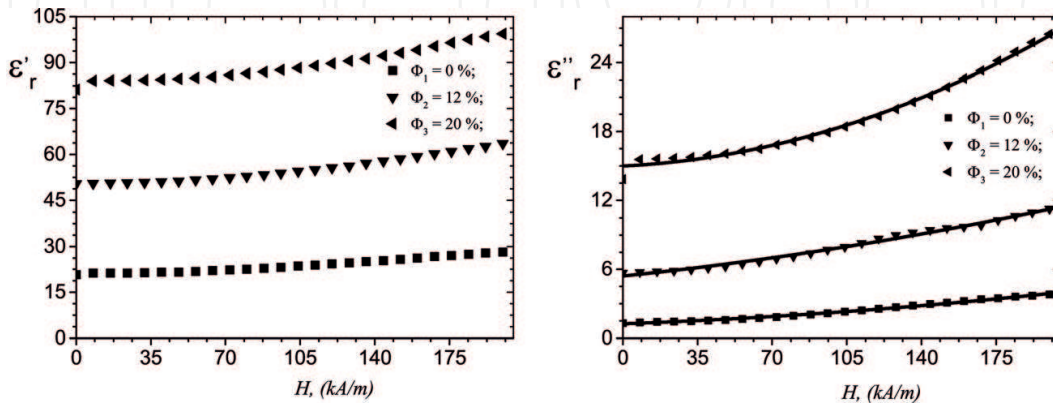 105
90
75
60
45
30
15
0
ε'r
Φ1 = 0 %;
Φ2 = 12 %;
Φ3 = 20 %;
0 35 70 105 140 175
H, (kA/m)
24
18
12
6
0
ε''r
Φ1 = 0 %;
Φ2 = 12 %;
Φ3 = 20 %;
0 35 70 105 140 175
H, (kA/m)